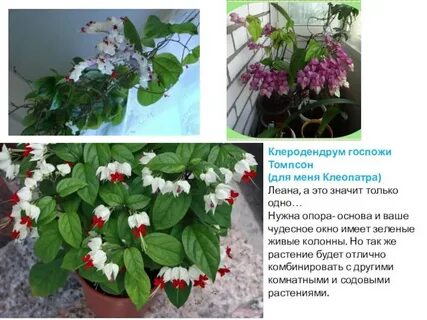 Клеродендрум госпожи
Томпсон
(для меня Клеопатра)
Леана, а это значит только
одно…
Нужна опора- основа и ваше
чудесное окно имеет зеленые
живые колонны. Но так же
растение будет отлично
комбинировать с другими
комнатными и содовыми
растениями.